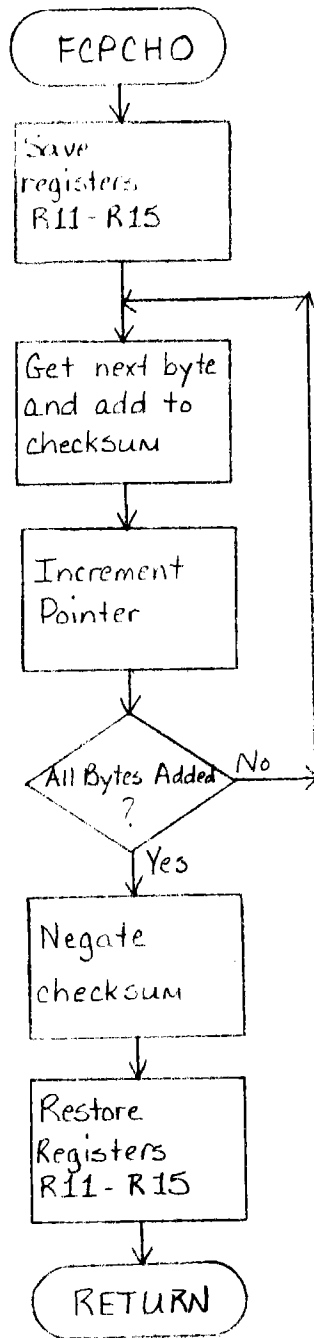 FCPCHO
Save
registers
R11 - R15
Get next byte
and add to
checksum
Increment
Pointer
All Bytes Added
?
No
Yes
Negate
checksum
Restore
Registers
R11 - R15
RETURN